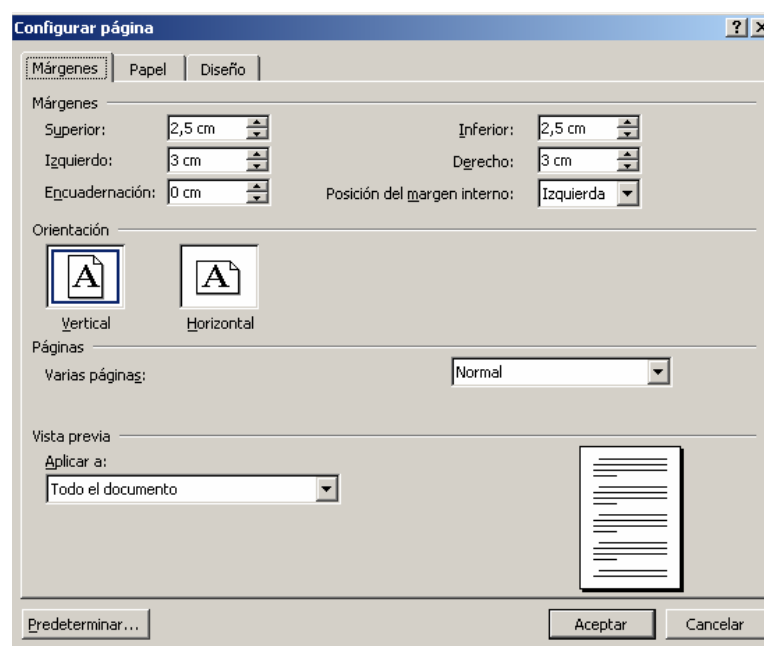 Configurar página
Márgenes Papel Diseño
Márgenes
Superior: 2,5 cm Inferior: 2,5 cm
Izquierdo: 3 cm Derecho: 3 cm
Encuadernación: 0 cm Posición del margen interno: Izquierda
Orientación
A A
Vertical Horizontal
Páginas
Varias páginas: Normal
Vista previa
Aplicar a:
Todo el documento
Predeterminar... Aceptar Cancelar